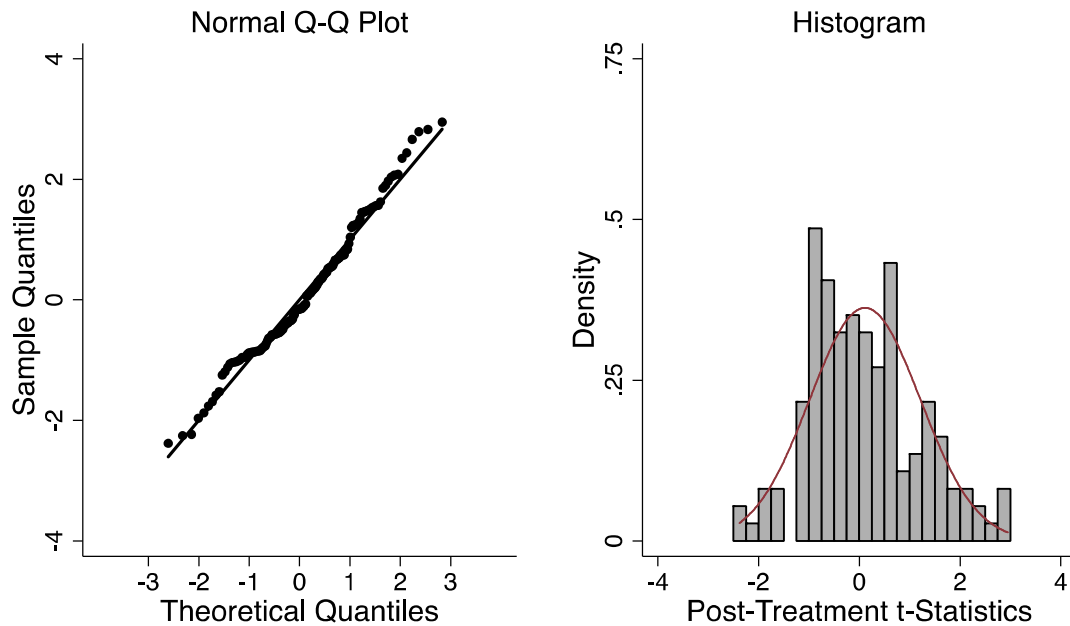 Normal Q-Q Plot
Sample Quantiles
4
2
0
-2
-4
-3 -2 -1 0 1 2 3
Theoretical Quantiles
Histogram
Density
.75
.5
.25
0
-4 -2 0 2 4
Post-Treatment t-Statistics